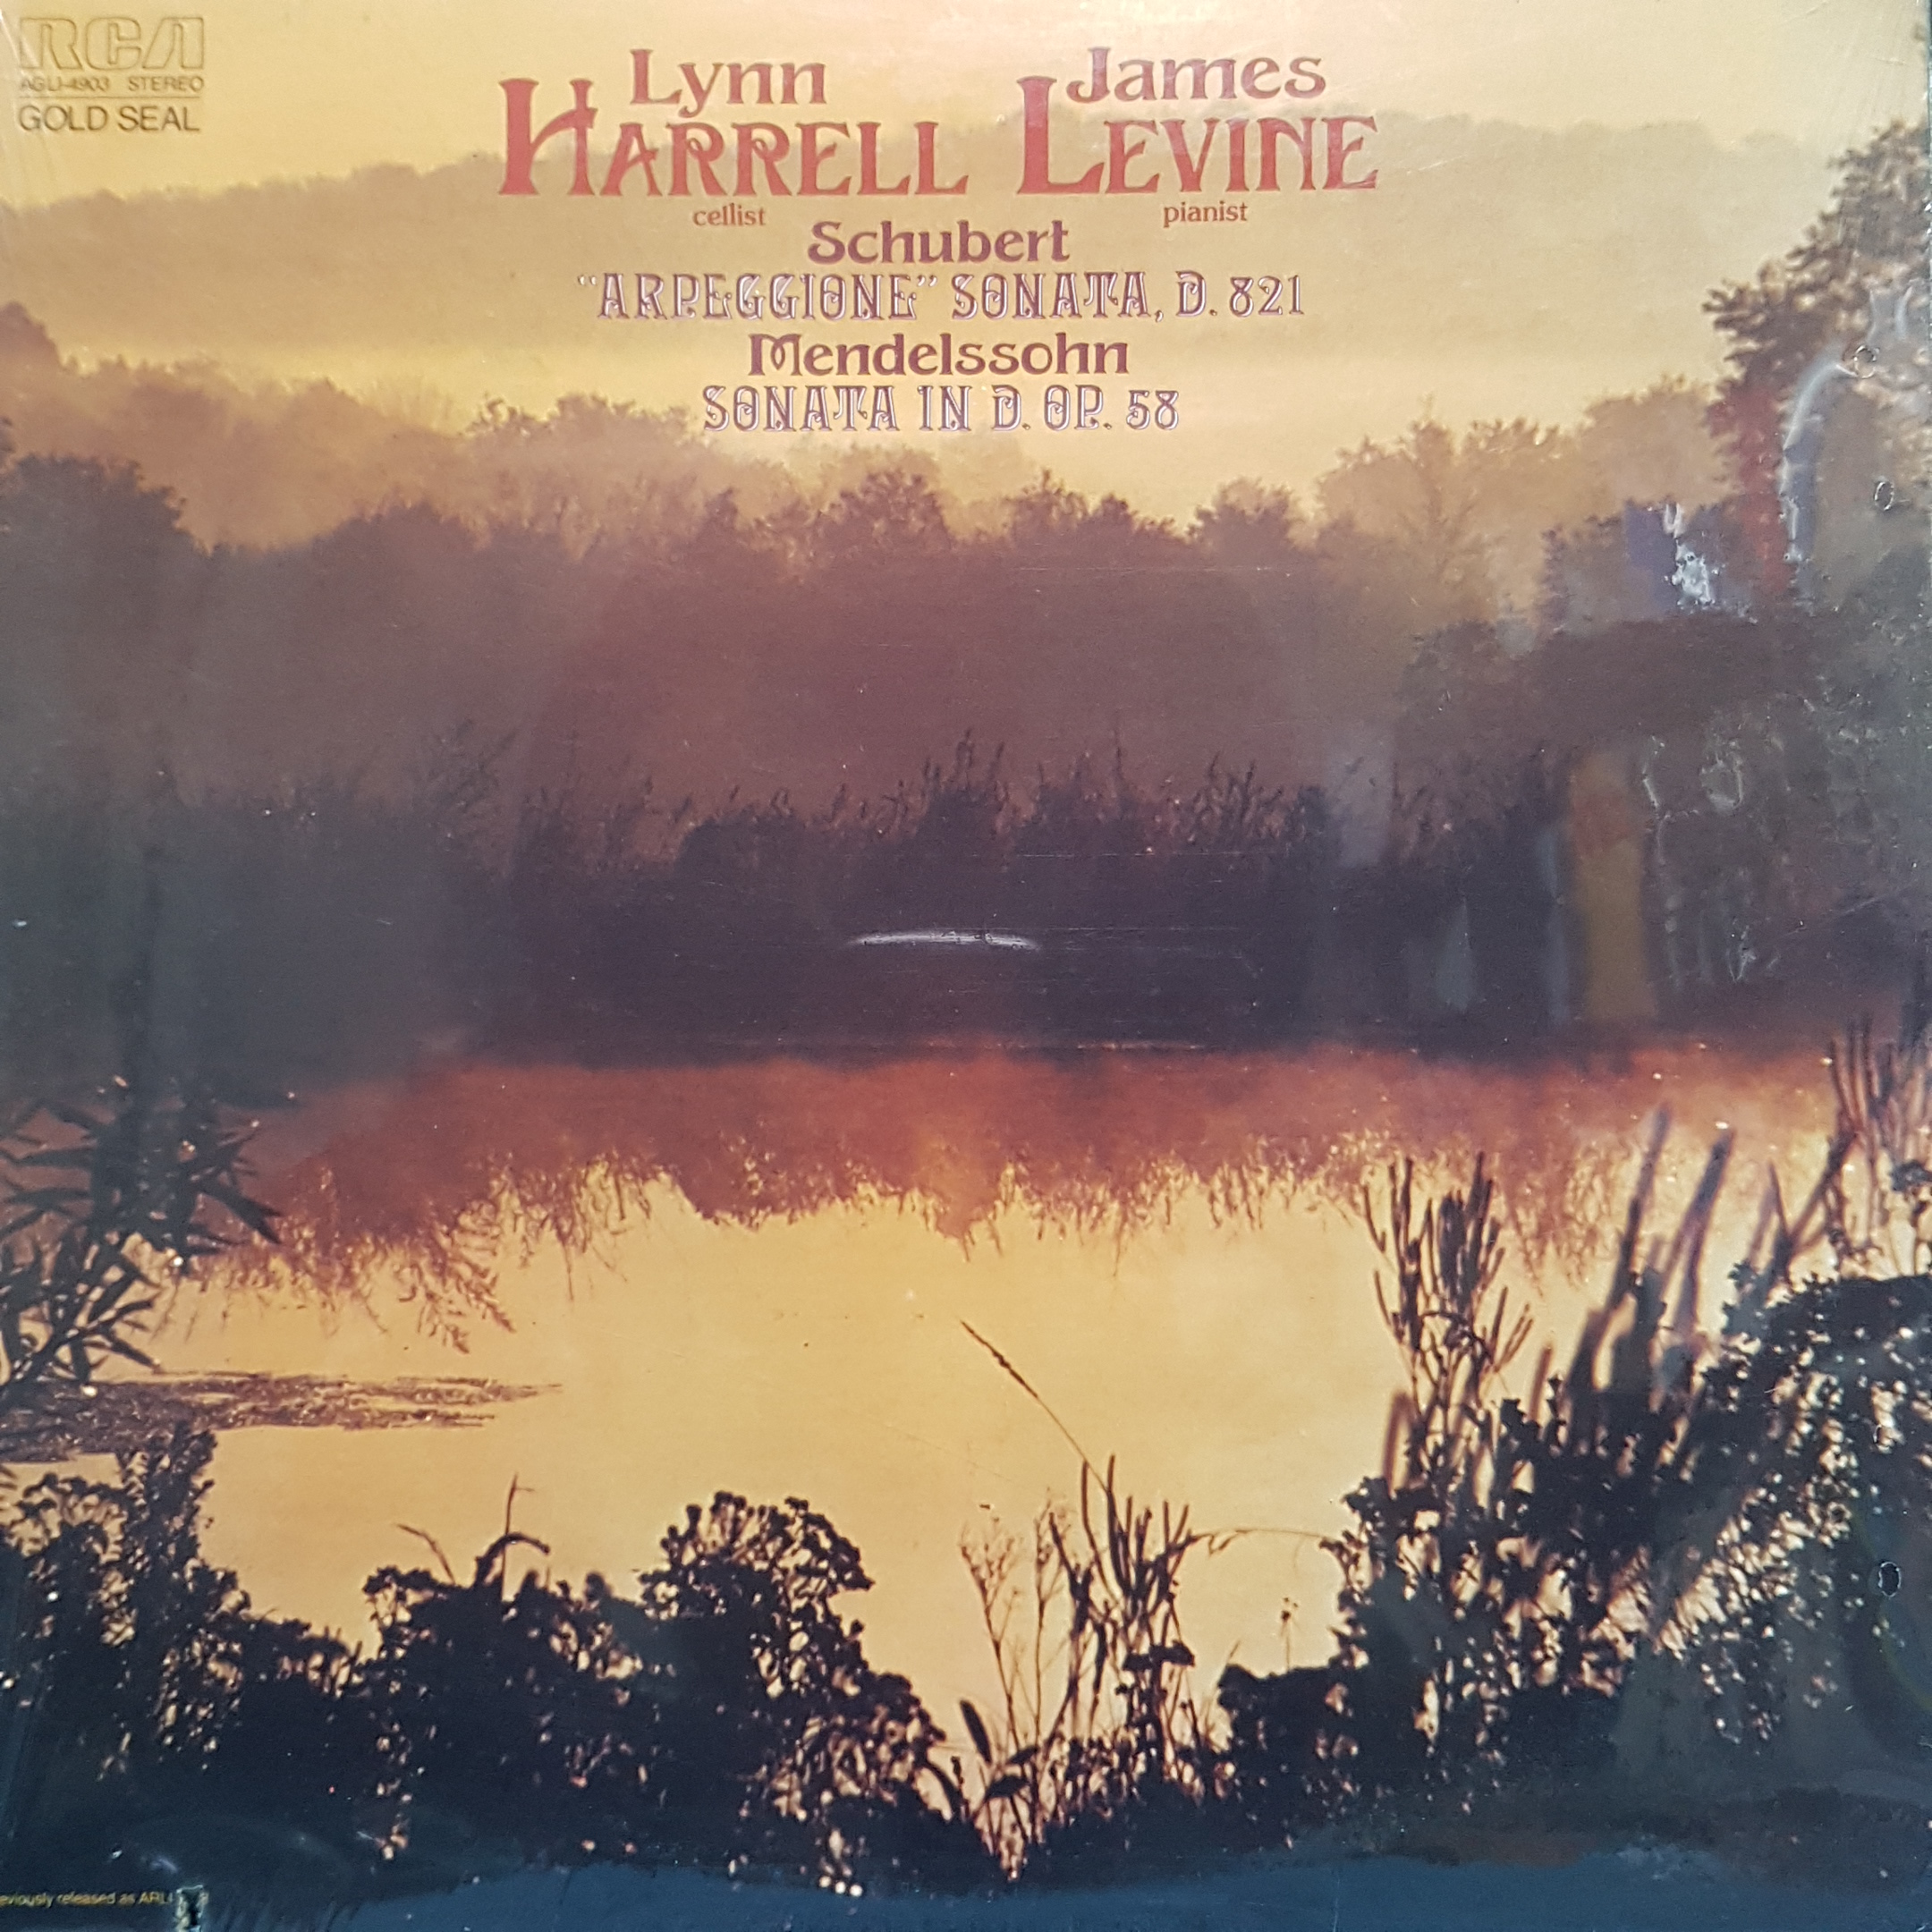 RCA
AGL1-4903 STEREO
GOLD SEAL
Lynn James
HARRELL LEVINE
cellist pianist
Schubert
"ARPEGGIONE" SONATA, D. 821
Mendelssohn
SONATA IN D, OP. 58
released as